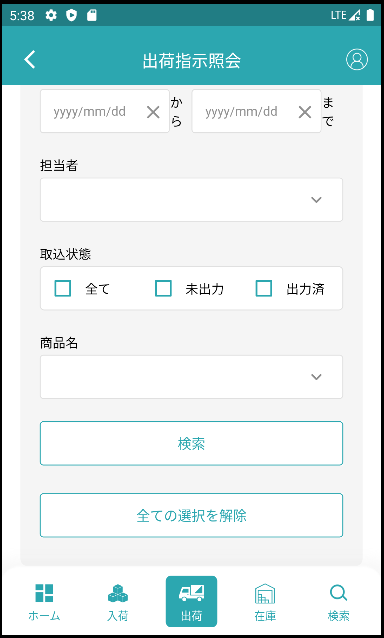 5:38 LTE
出荷指示照会
yyyy/mm/dd から yyyy/mm/dd まで
担当者
取込状態
全て 未出力 出力済
商品名
検索
全ての選択を解除
ホーム 入荷 出荷 在庫 検索